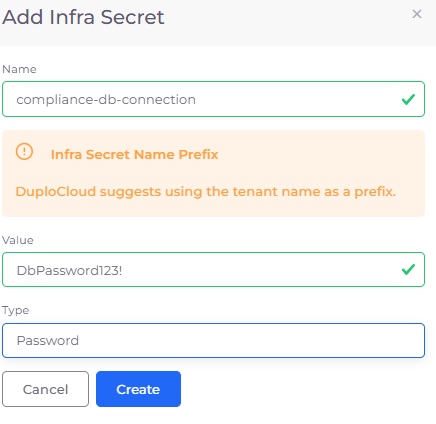 Add Infra Secret
Name
compliance-db-connection
Infra Secret Name Prefix
DuploCloud suggests using the tenant name as a prefix.
Value
DbPassword123!
Type
Password
Cancel
Create